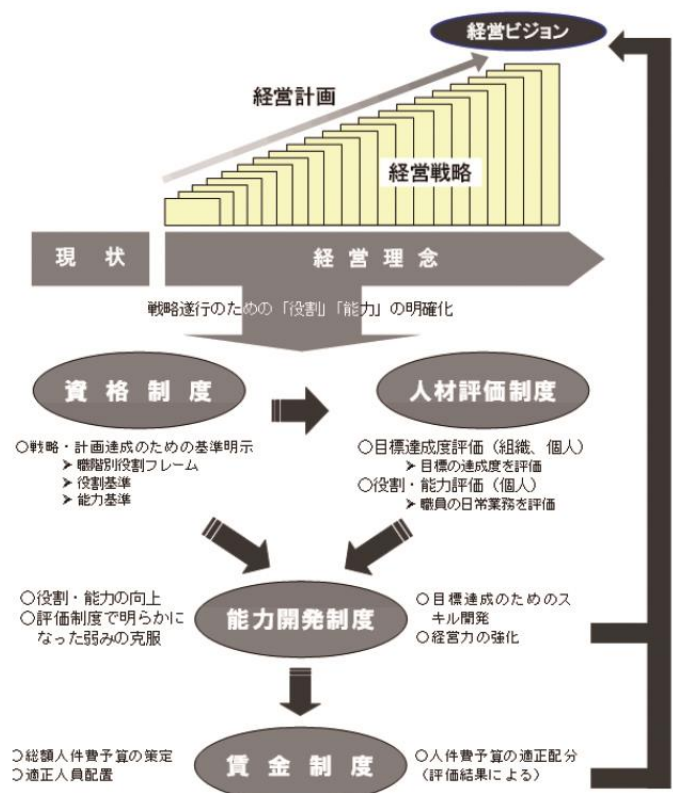 経営ビジョン
経営計画
経営戦略
現 状
経 営 理 念
戦略遂行のための「役割」「能力」の明確化
資 格 制 度
人材評価制度
○戦略・計画達成のための基準明示
➤ 職階別役割フレーム
➤ 役割基準
➤ 能力基準
○目標達成度評価（組織、個人）
➤ 目標の達成度を評価
○役割・能力評価（個人）
➤ 職員の日常業務を評価
○役割・能力の向上
○評価制度で明らかに
なった弱みの克服
能力開発制度
○目標達成のためのス
キル開発
○経営力の強化
○総額人件費予算の策定
○適正人員配置
賃 金 制 度
○人件費予算の適正配分
（評価結果による）